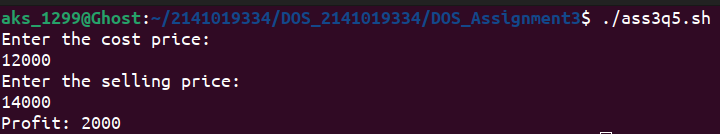 aks_1299@Ghost:~/2141019334/DOS_2141019334/DOS_Assignment3$ ./ass3q5.sh
Enter the cost price:
12000
Enter the selling price:
14000
Profit: 2000